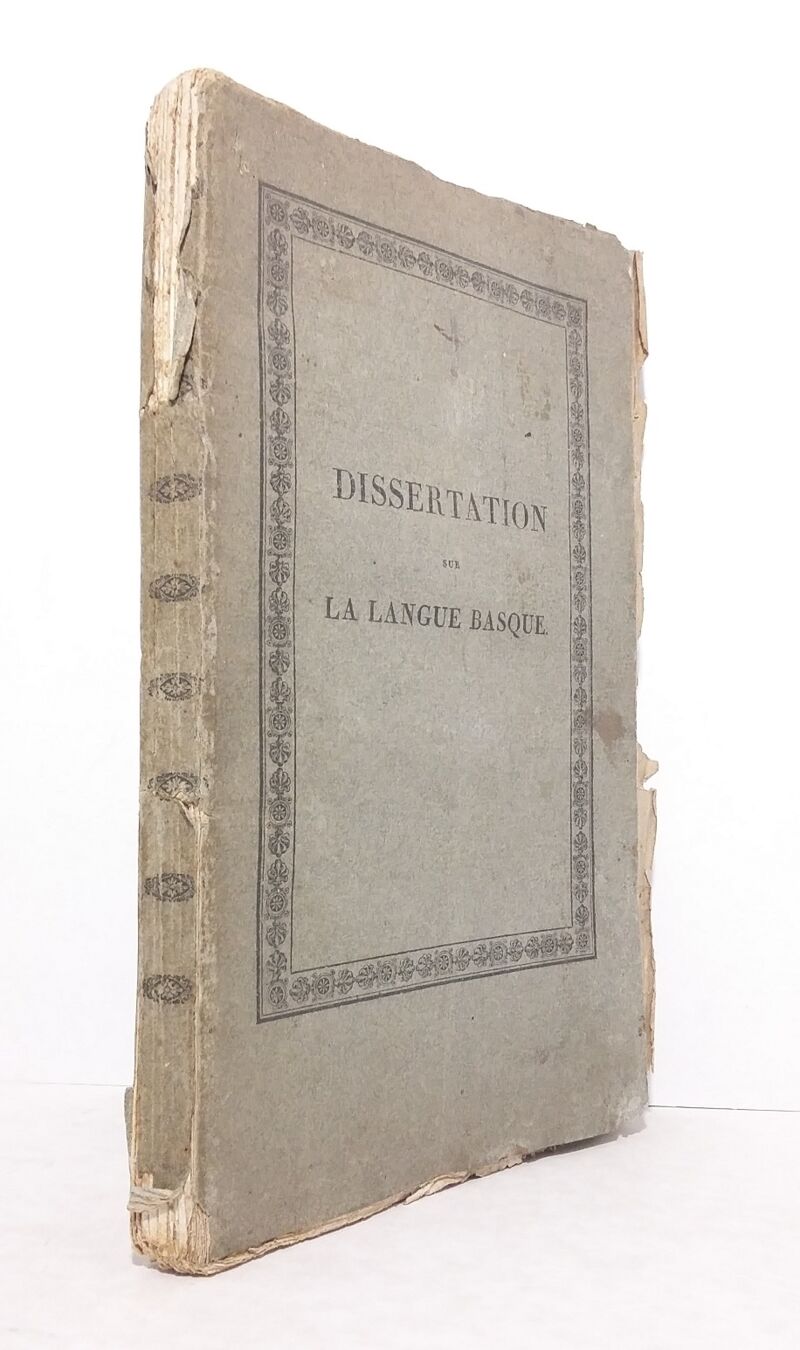 DISSERTATION
SUR
LA LANGUE BASQUE.